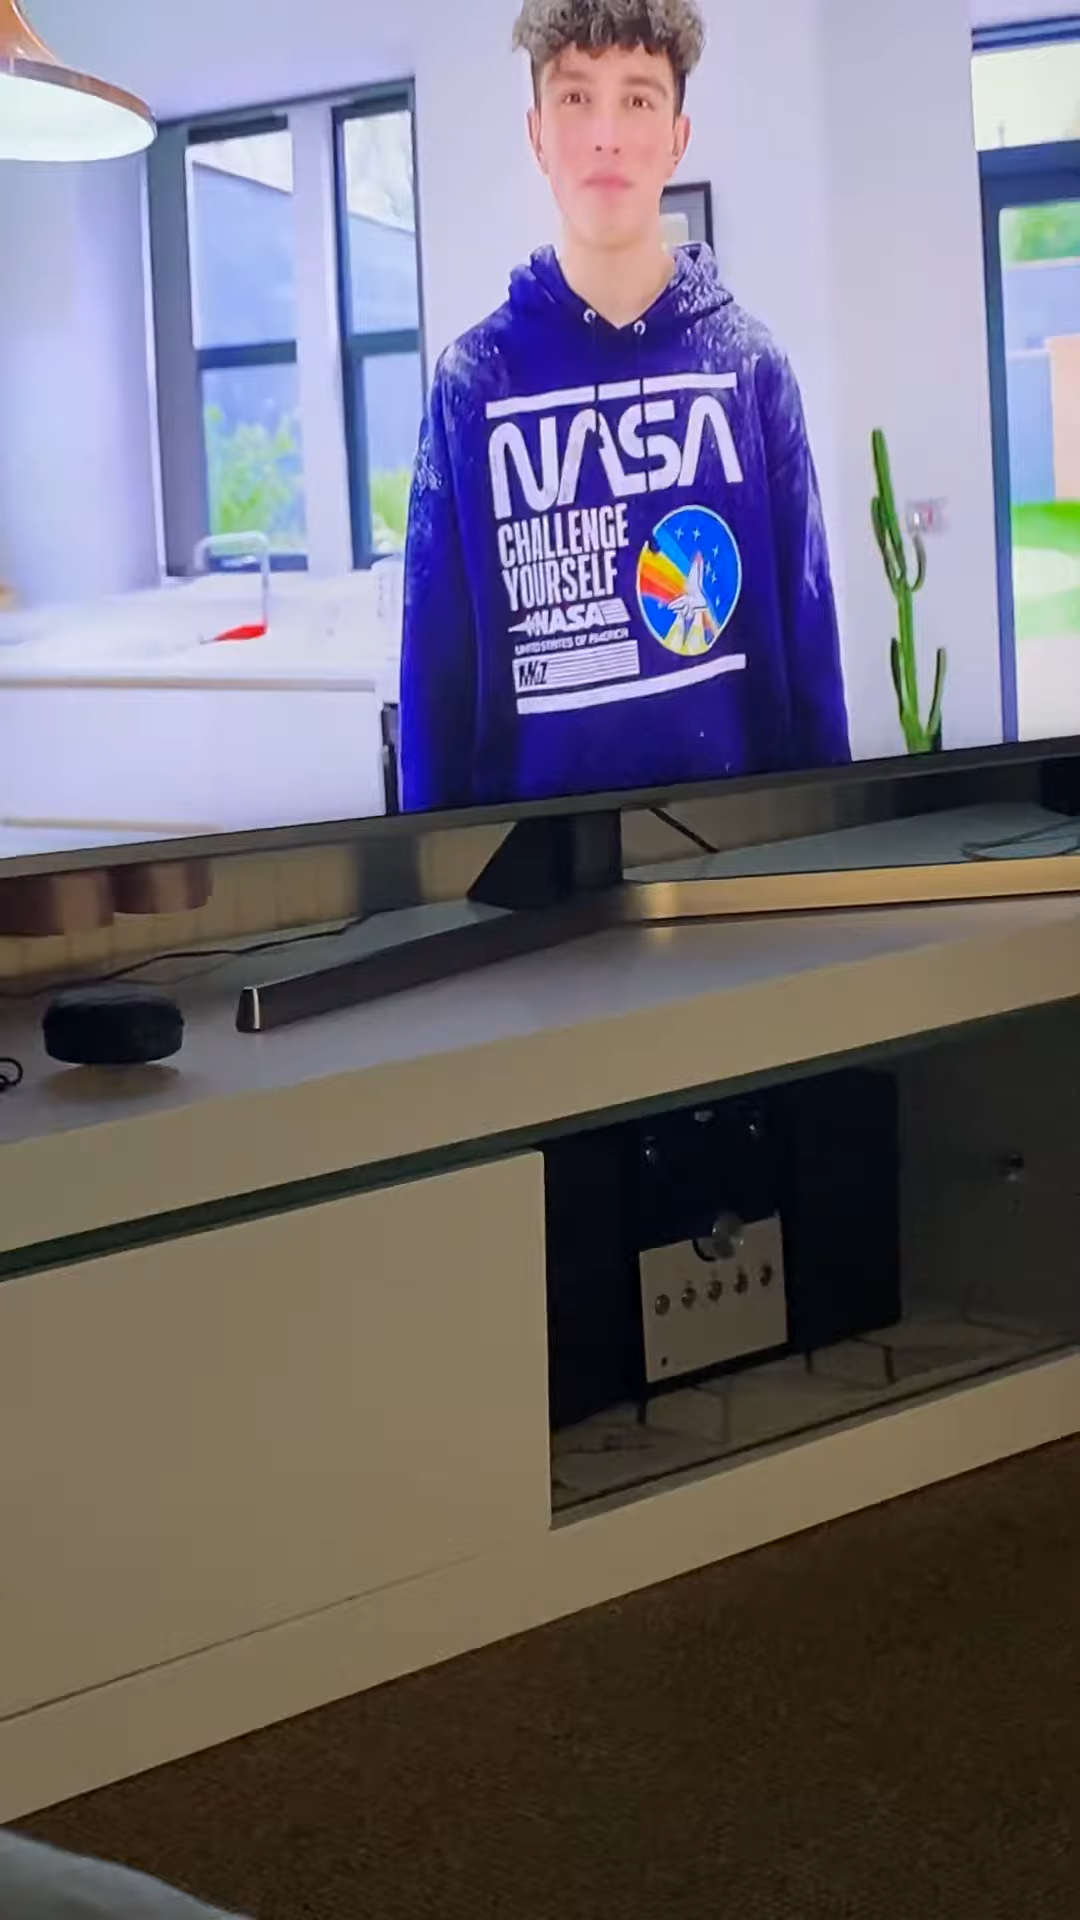 NASA
CHALLENGE
YOURSELF
NASA
UNITED STATES OF AMERICA